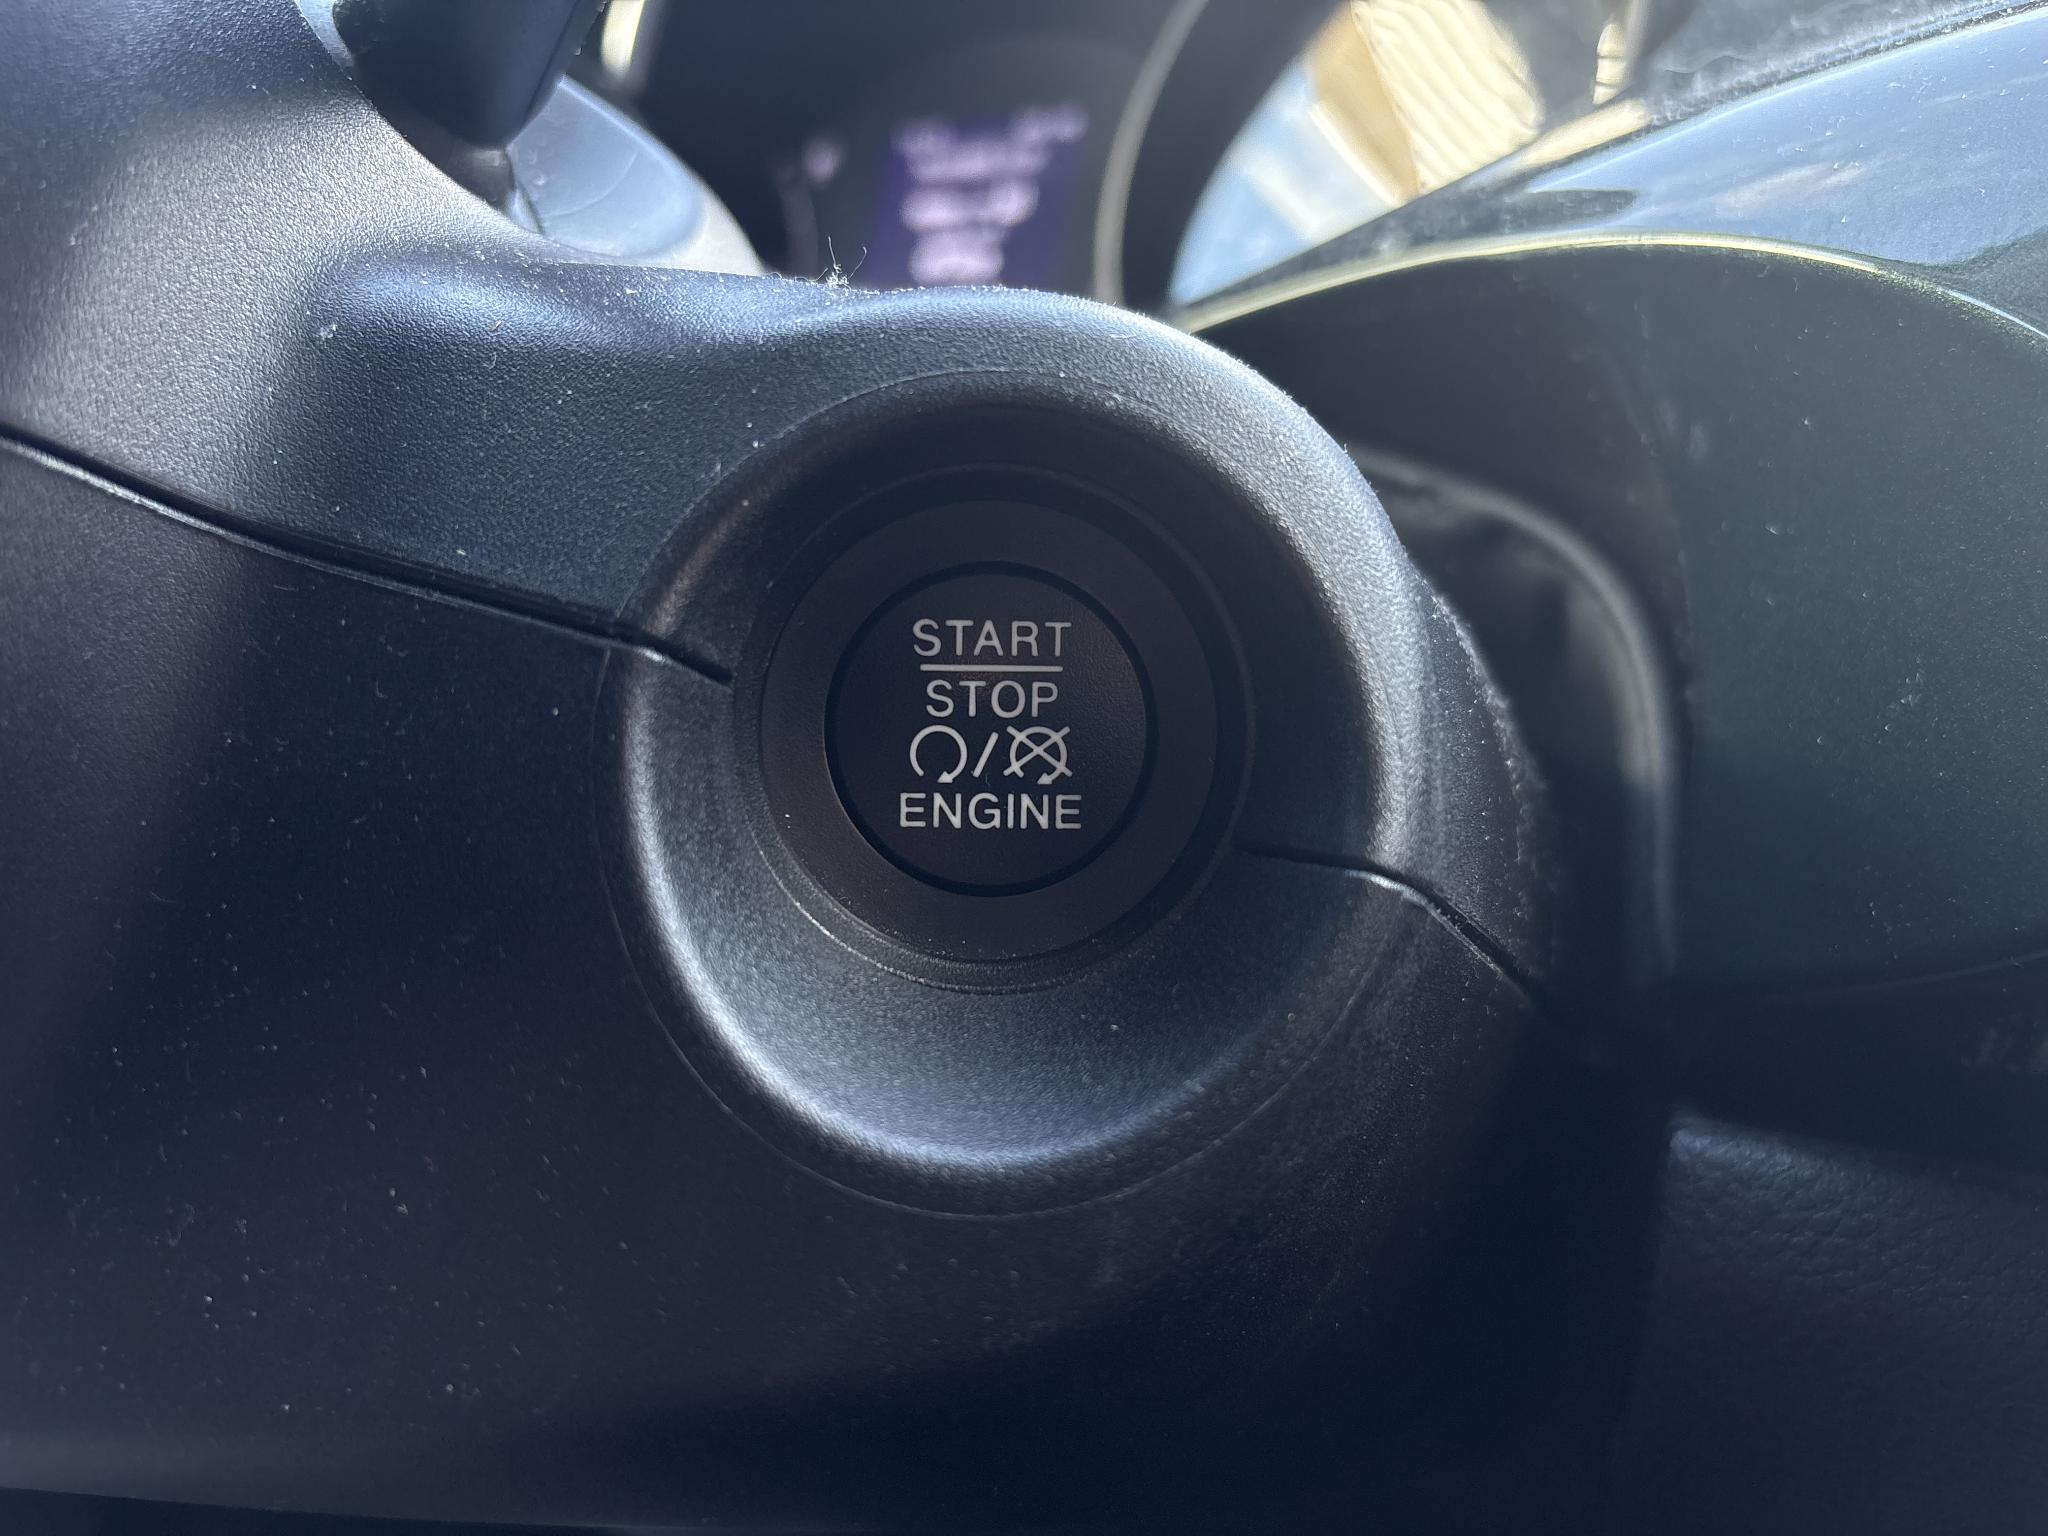 START
STOP
/
ENGINE